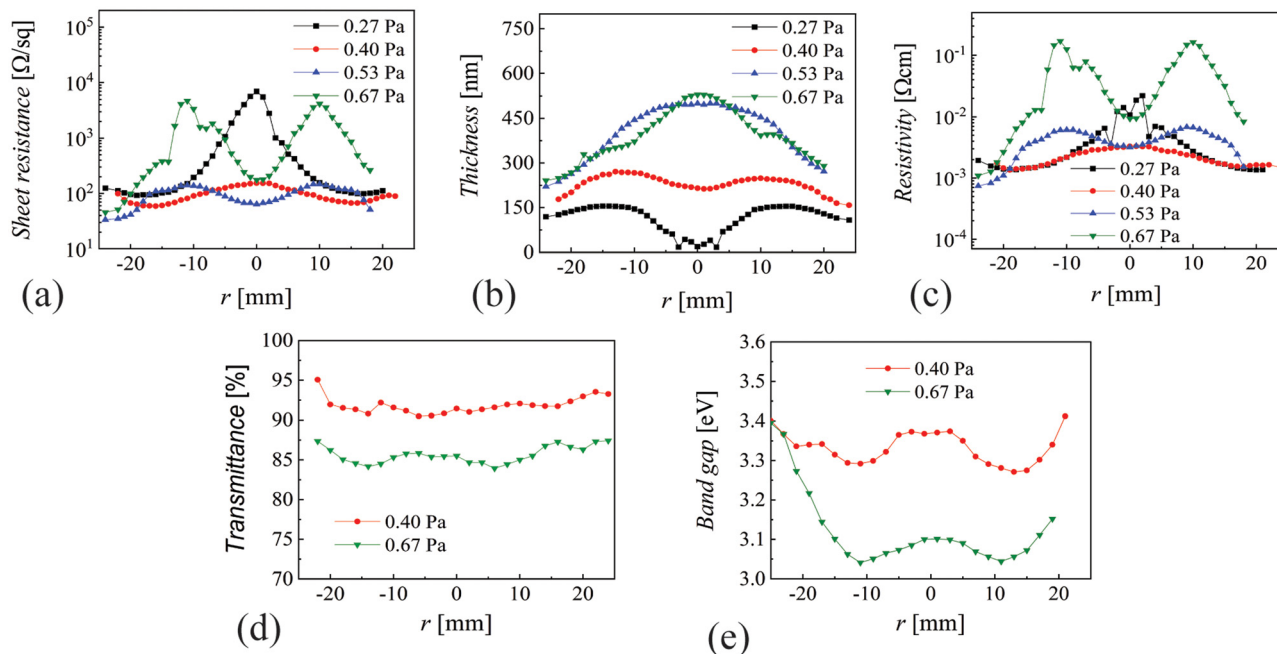 Sheet resistance [Ω/sq]
10⁵
10⁴
10³
10²
10¹
0.27 Pa
0.40 Pa
0.53 Pa
0.67 Pa
-20 -10 0 10 20
r [mm]
(a)
Thickness [nm]
750
600
450
300
150
0
0.27 Pa
0.40 Pa
0.53 Pa
0.67 Pa
-20 -10 0 10 20
r [mm]
(b)
Resistivity [Ωcm]
10⁻¹
10⁻²
10⁻³
10⁻⁴
0.27 Pa
0.40 Pa
0.53 Pa
0.67 Pa
-20 -10 0 10 20
r [mm]
(c)
Transmittance [%]
100
95
90
85
80
75
70
0.40 Pa
0.67 Pa
-20 -10 0 10 20
r [mm]
(d)
Band gap [eV]
3.6
3.5
3.4
3.3
3.2
3.1
3.0
0.40 Pa
0.67 Pa
-20 -10 0 10 20
r [mm]
(e)